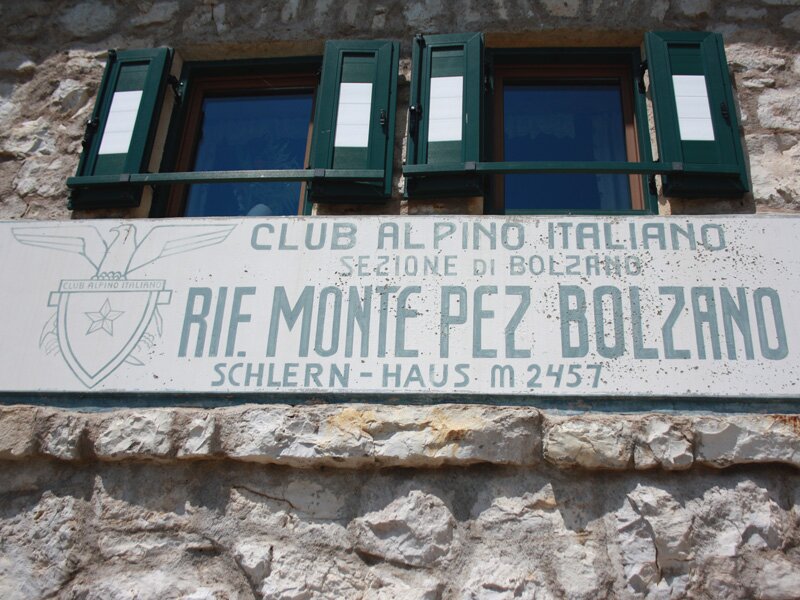 CLUB ALPINO ITALIANO
SEZIONE DI BOLZANO
CLUB ALPINO ITALIANO
RIF. MONTE PEZ BOLZANO
SCHLERN-HAUS m 2457